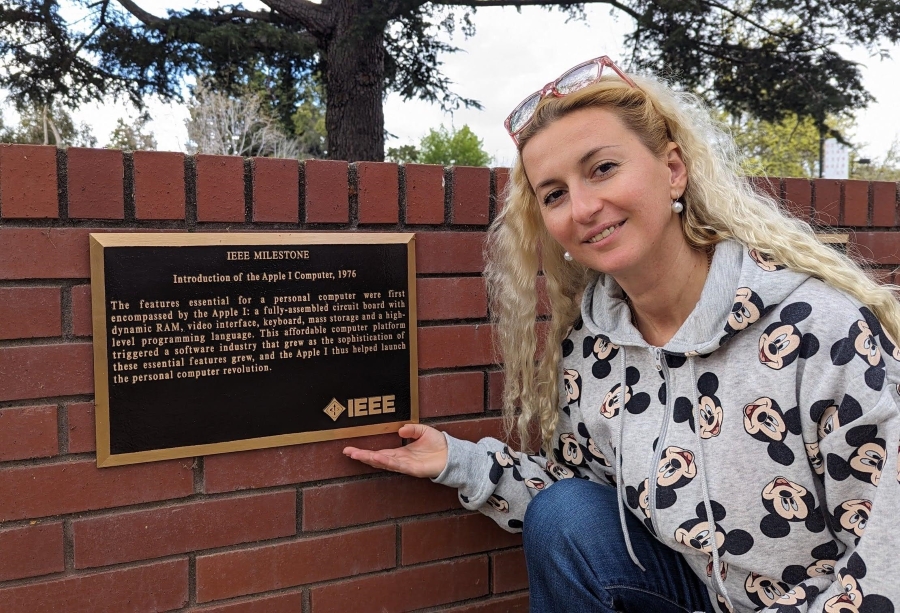 IEEE MILESTONE
Introduction of the Apple I Computer, 1976
The features essential for a personal computer were first
encompassed by the Apple I: a fully-assembled circuit board with
dynamic RAM, video interface, keyboard, mass storage and a high-
level programming language. This affordable computer platform
triggered a software industry that grew as the sophistication of
these essential features grew, and the Apple I thus helped launch
the personal computer revolution.
IEEE